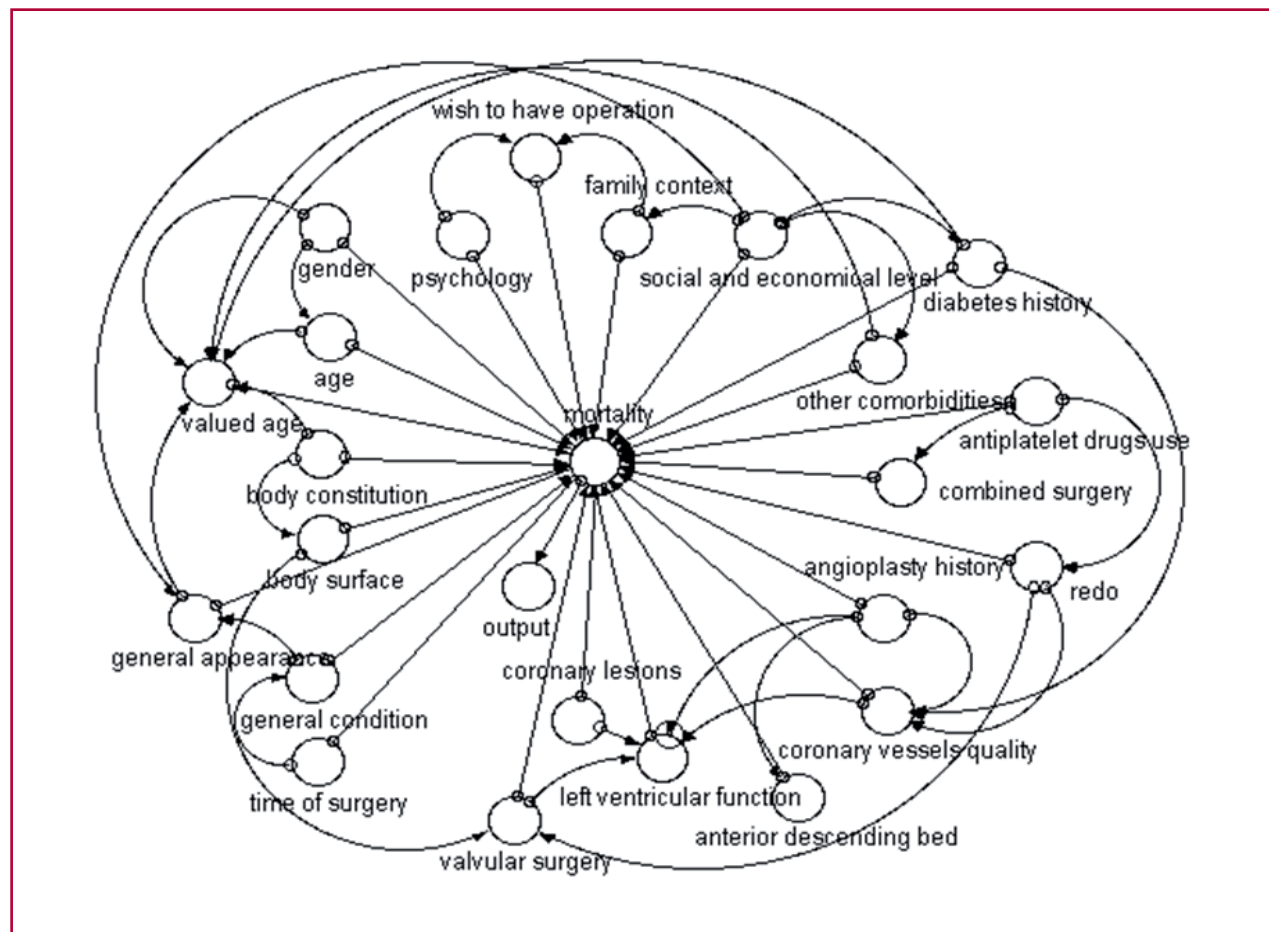 wish to have operation
family context
gender
psychology
social and economical level
diabetes history
age
other comorbiditiese
mortality
valued age
antiplatelet drugs use
body constitution
combined surgery
body surface
angioplasty history
redo
output
general appearance
coronary lesions
general condition
coronary vessels quality
time of surgery
left ventricular function
anterior descending bed
valvular surgery